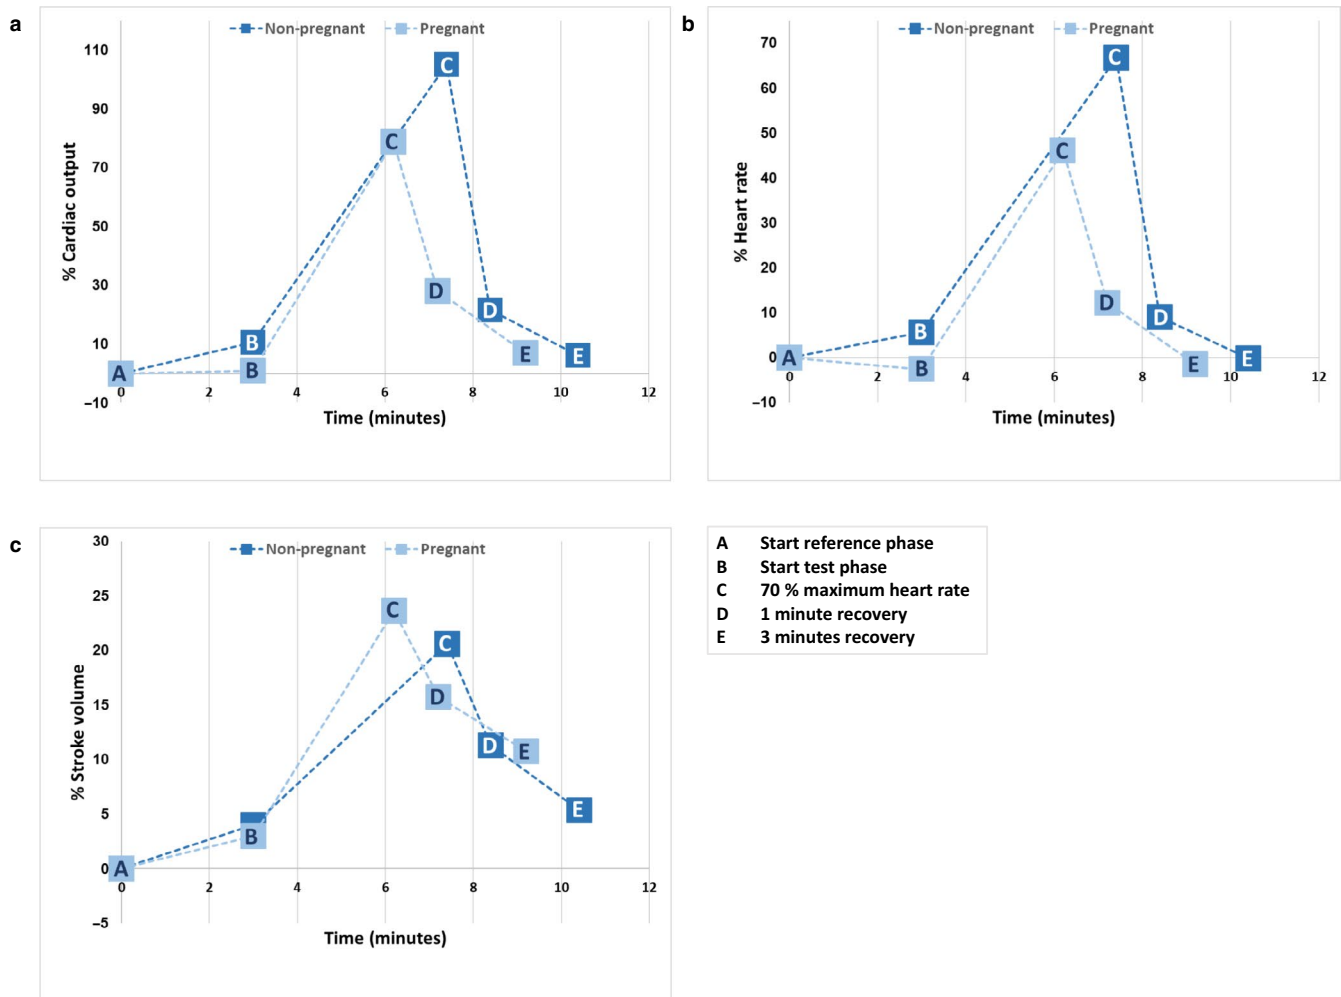 a
Non-pregnant Pregnant
110
90
70
50
30
10
–10
% Cardiac output
C
C
D
D
B
B
A
E
E
0 2 4 6 8 10 12
Time (minutes)
b
Non-pregnant Pregnant
70
60
50
40
30
20
10
0
–10
% Heart rate
C
C
D
D
B
B
A
E
E
0 2 4 6 8 10 12
Time (minutes)
c
Non-pregnant Pregnant
30
25
20
15
10
5
0
–5
% Stroke volume
C
C
D
D
E
E
B
A
0 2 4 6 8 10 12
Time (minutes)
A Start reference phase
B Start test phase
C 70 % maximum heart rate
D 1 minute recovery
E 3 minutes recovery